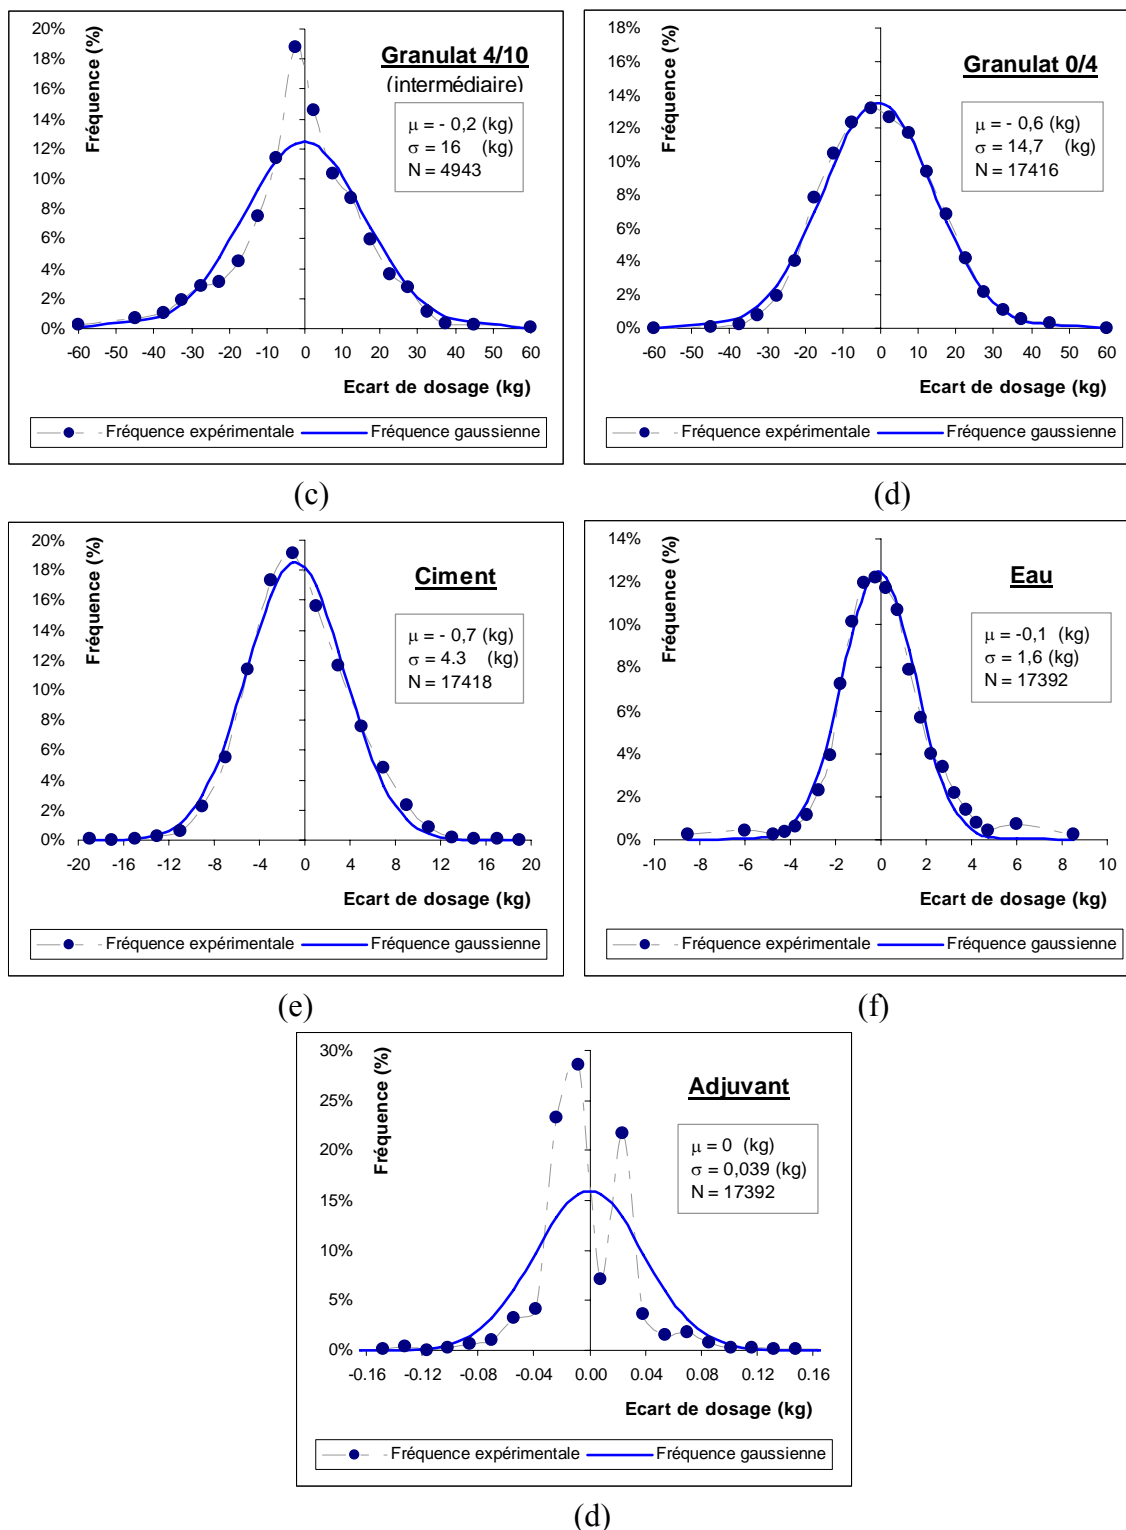 Fréquence (%)
20%
18%
16%
14%
12%
10%
8%
6%
4%
2%
0%
-60 -50 -40 -30 -20 -10 0 10 20 30 40 50 60
Granulat 4/10
(intermédiaire)
µ = - 0,2 (kg)
σ = 16 (kg)
N = 4943
Ecart de dosage (kg)
Fréquence expérimentale Fréquence gaussienne
(c)
Fréquence (%)
18%
16%
14%
12%
10%
8%
6%
4%
2%
0%
-60 -50 -40 -30 -20 -10 0 10 20 30 40 50 60
Granulat 0/4
µ = - 0,6 (kg)
σ = 14,7 (kg)
N = 17416
Ecart de dosage (kg)
Fréquence expérimentale Fréquence gaussienne
(d)
Fréquence (%)
20%
18%
16%
14%
12%
10%
8%
6%
4%
2%
0%
-20 -16 -12 -8 -4 0 4 8 12 16 20
Ciment
µ = - 0,7 (kg)
σ = 4.3 (kg)
N = 17418
Ecart de dosage (kg)
Fréquence expérimentale Fréquence gaussienne
(e)
Fréquence (%)
14%
12%
10%
8%
6%
4%
2%
0%
-10 -8 -6 -4 -2 0 2 4 6 8 10
Eau
µ = -0,1 (kg)
σ = 1,6 (kg)
N = 17392
Ecart de dosage (kg)
Fréquence expérimentale Fréquence gaussienne
(f)
Fréquence (%)
30%
25%
20%
15%
10%
5%
0%
-0.16 -0.12 -0.08 -0.04 0.00 0.04 0.08 0.12 0.16
Adjuvant
µ = 0 (kg)
σ = 0,039 (kg)
N = 17392
Ecart de dosage (kg)
Fréquence expérimentale Fréquence gaussienne
(d)